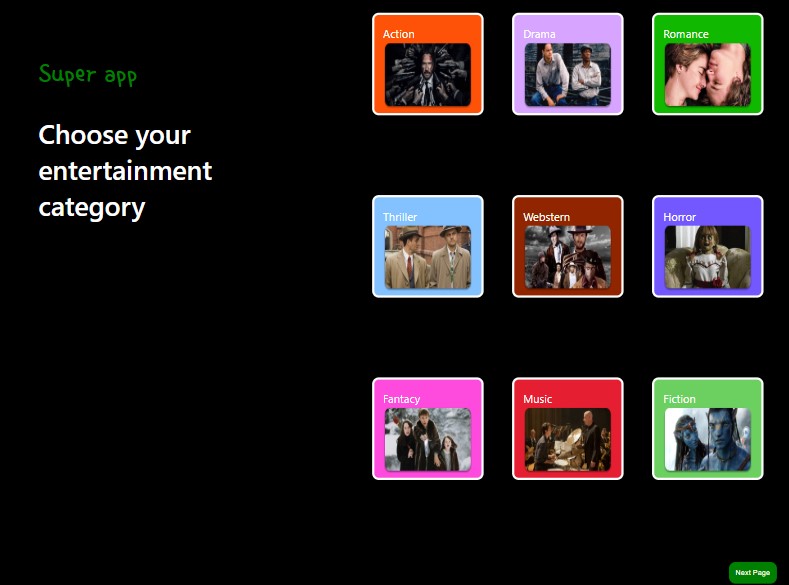 Super app
Choose your
entertainment
category
Action
Drama
Romance
Thriller
Webstern
Horror
Fantacy
Music
Fiction
Next Page